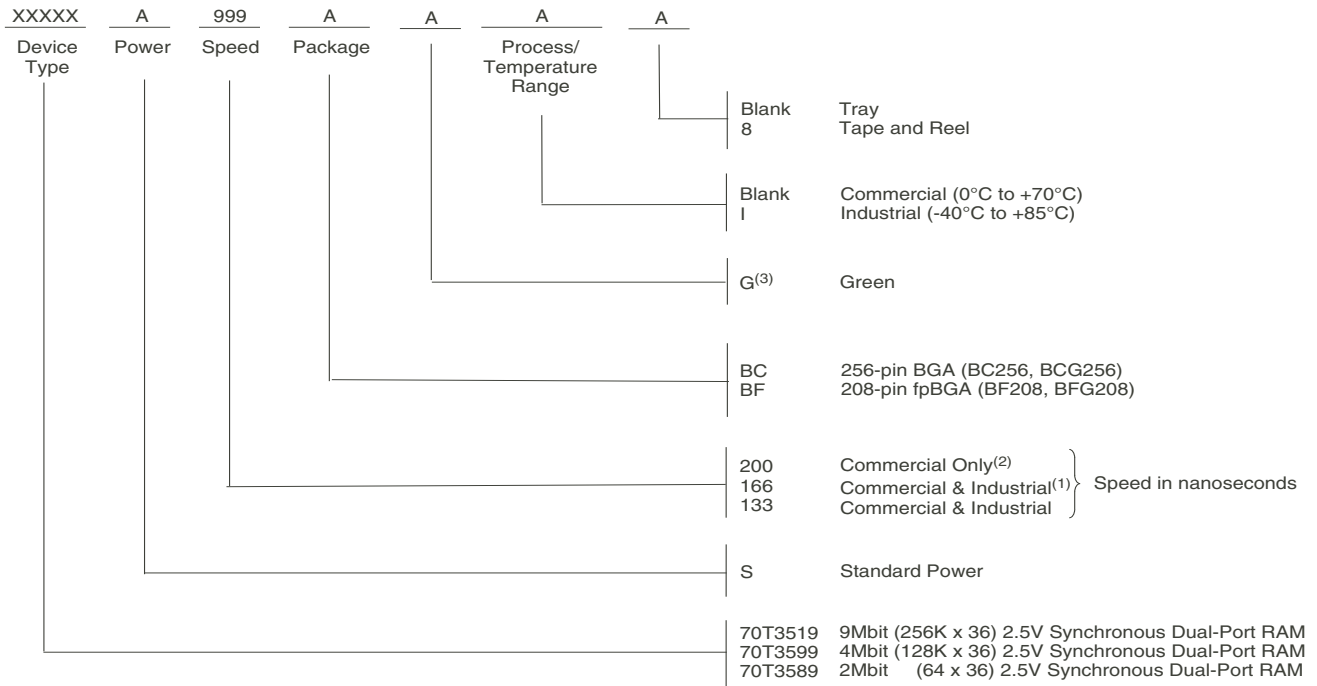 XXXXX A 999 A A A A
Device Type Power Speed Package Process/ Temperature Range
Blank Tray
8 Tape and Reel
Blank Commercial (0°C to +70°C)
I Industrial (-40°C to +85°C)
G(3) Green
BC 256-pin BGA (BC256, BCG256)
BF 208-pin fpBGA (BF208, BFG208)
200 Commercial Only(2)
166 Commercial & Industrial(1) Speed in nanoseconds
133 Commercial & Industrial
S Standard Power
70T3519 9Mbit (256K x 36) 2.5V Synchronous Dual-Port RAM
70T3599 4Mbit (128K x 36) 2.5V Synchronous Dual-Port RAM
70T3589 2Mbit (64 x 36) 2.5V Synchronous Dual-Port RAM